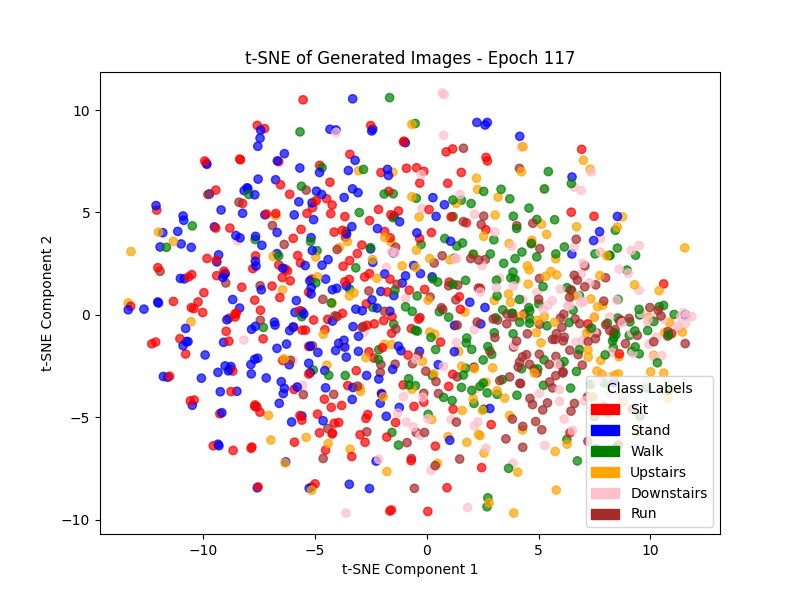 t-SNE of Generated Images - Epoch 117
t-SNE Component 2
10
5
0
−5
−10
−10
−5
0
5
10
t-SNE Component 1
Class Labels
Sit
Stand
Walk
Upstairs
Downstairs
Run